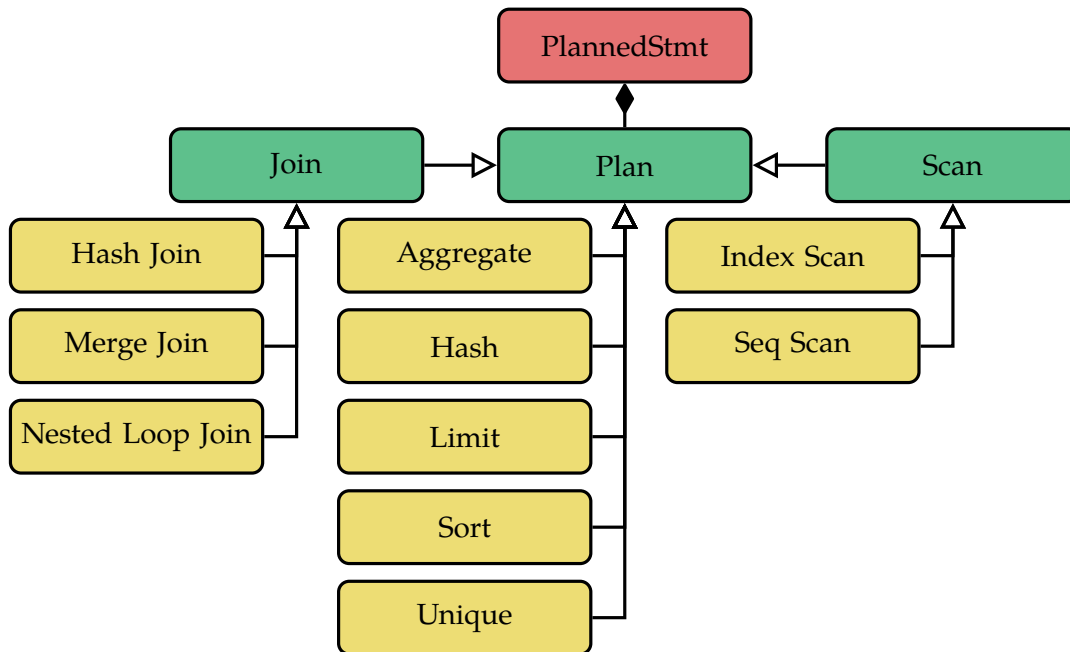 PlannedStmt
Join
Plan
Scan
Hash Join
Aggregate
Index Scan
Merge Join
Hash
Seq Scan
Nested Loop Join
Limit
Sort
Unique